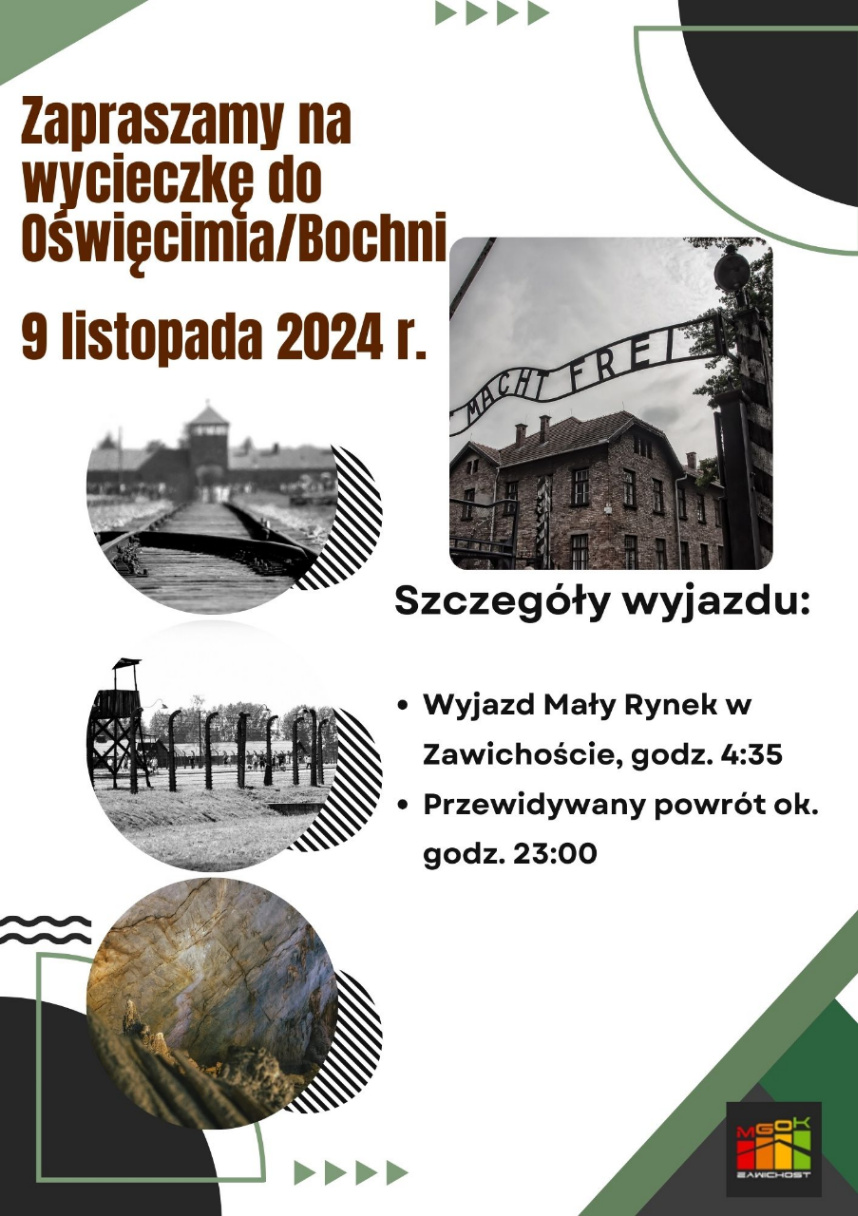 Zapraszamy na
wycieczkę do
Oświęcimia/Bochni
9 listopada 2024 r.
MACHT FREI
Szczegóły wyjazdu:
• Wyjazd Mały Rynek w
Zawichoście, godz. 4:35
• Przewidywany powrót ok.
godz. 23:00
MGOK
ZAWICHOST